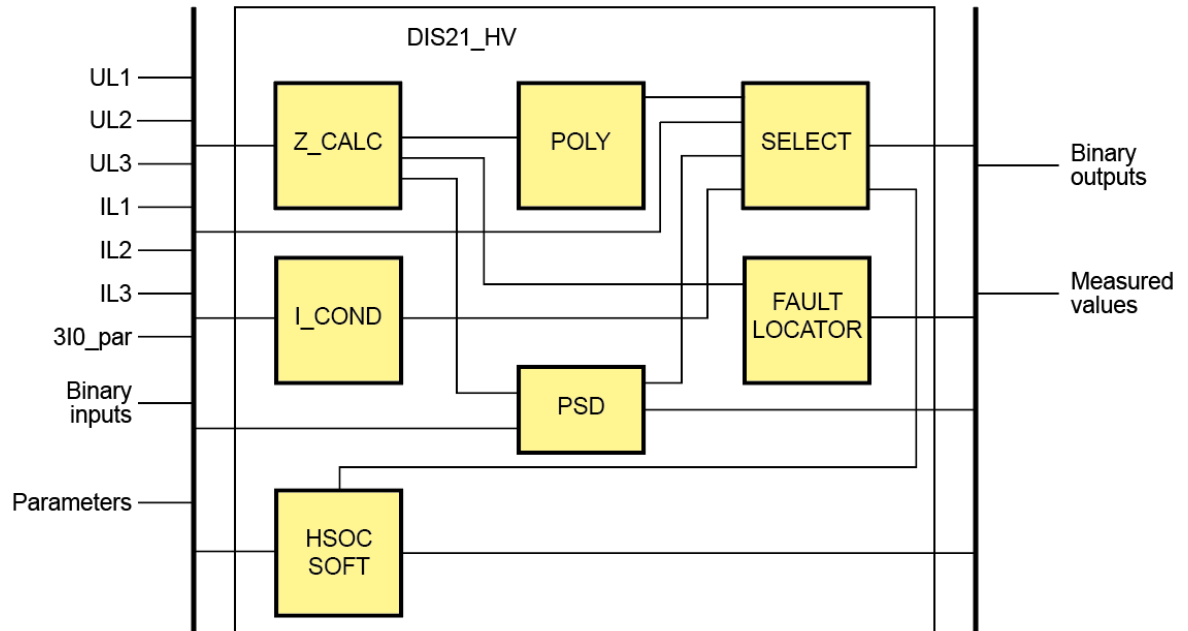 DIS21_HV
UL1
UL2
UL3
IL1
IL2
IL3
3I0_par
Binary
inputs
Parameters
Z_CALC
POLY
SELECT
I_COND
FAULT
LOCATOR
PSD
HSOC
SOFT
Binary
outputs
Measured
values